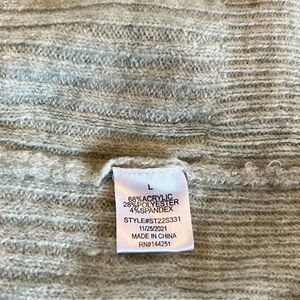 L
68%ACRYLIC
28%POLYESTER
4%SPANDEX
STYLE#ST22S331
11/25/2021
MADE IN CHINA
RN#144251